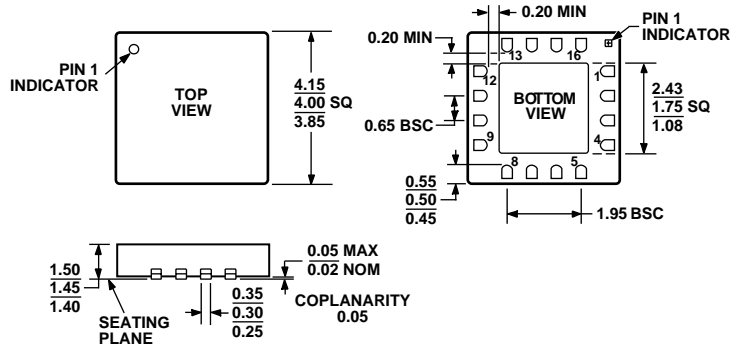 PIN 1
INDICATOR
TOP
VIEW
4.15
4.00 SQ
3.85
0.20 MIN
0.20 MIN
PIN 1
INDICATOR
13
16
12
1
0.65 BSC
BOTTOM
VIEW
2.43
1.75 SQ
1.08
9
4
8
5
0.55
0.50
0.45
1.95 BSC
1.50
1.45
1.40
SEATING
PLANE
0.35
0.30
0.25
0.05 MAX
0.02 NOM
COPLANARITY
0.05